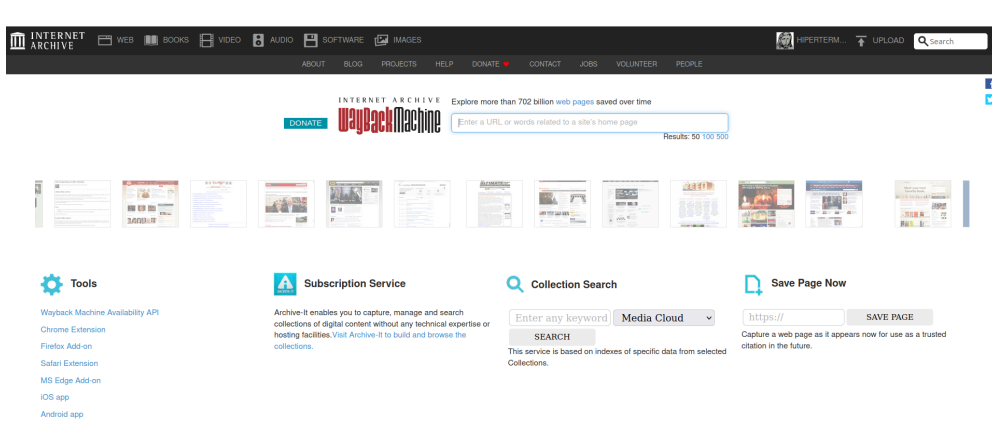 INTERNET ARCHIVE
WEB BOOKS VIDEO AUDIO SOFTWARE IMAGES
HIPERTERM... UPLOAD Search
ABOUT BLOG PROJECTS HELP DONATE CONTACT JOBS VOLUNTEER PEOPLE
DONATE
INTERNET ARCHIVE
WayBackMachine
Explore more than 702 billion web pages saved over time
Enter a URL or words related to a site's home page
Results: 50 100 500
Tools
Wayback Machine Availability API
Chrome Extension
Firefox Add-on
Safari Extension
MS Edge Add-on
iOS app
Android app
Subscription Service
Archive-It enables you to capture, manage and search
collections of digital content without any technical expertise or
hosting facilities.Visit Archive-It to build and browse the
collections.
Collection Search
Enter any keyword Media Cloud
SEARCH
This service is based on indexes of specific data from selected
Collections.
Save Page Now
https:// SAVE PAGE
Capture a web page as it appears now for use as a trusted
citation in the future.